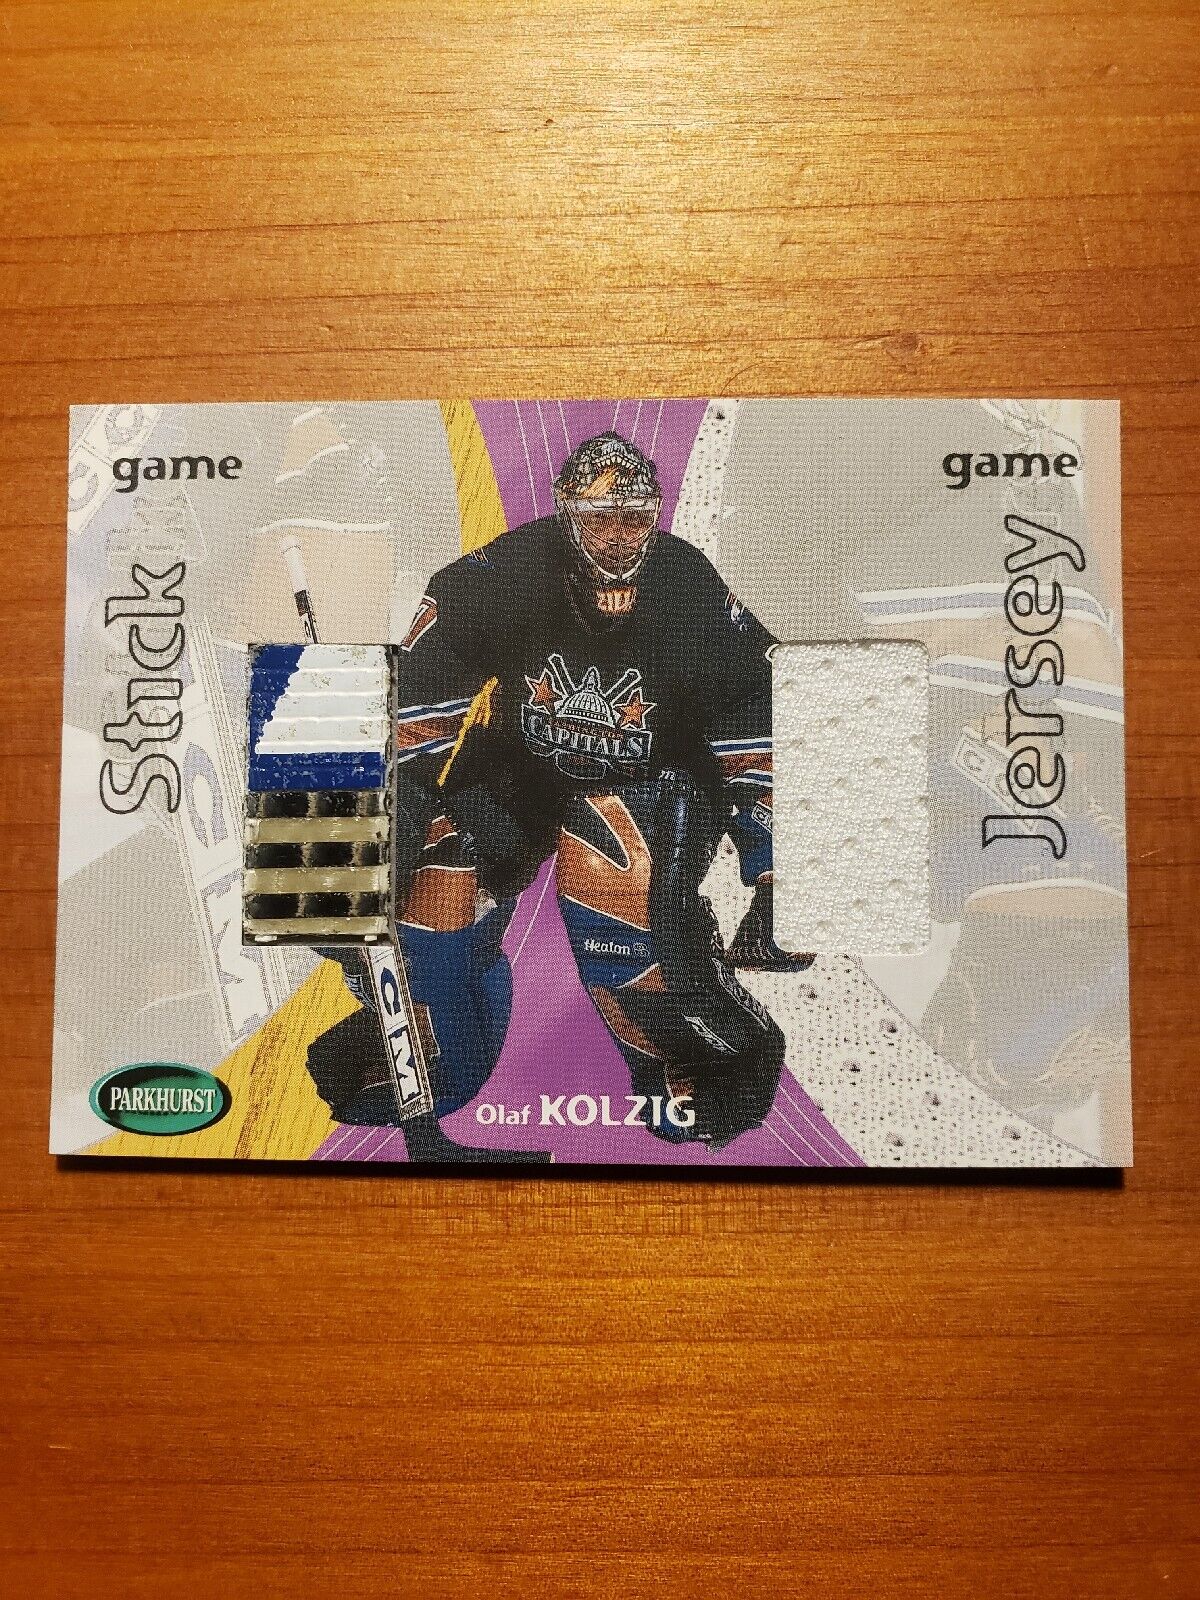 game
Stick
game
Jersey
CAPITALS
Heaton
CCM
PARKHURST
Olaf KOLZIG